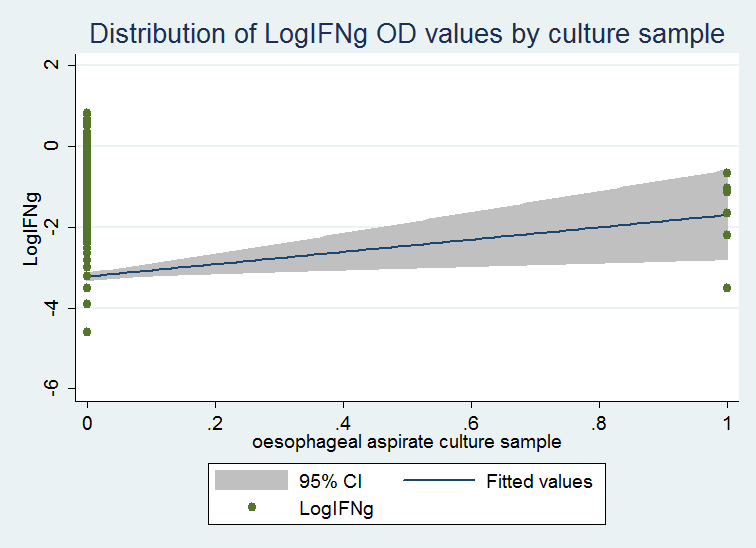 Distribution of LogIFNg OD values by culture sample
LogIFNg
2
0
-2
-4
-6
0 .2 .4 .6 .8 1
oesophageal aspirate culture sample
95% CI Fitted values
LogIFNg